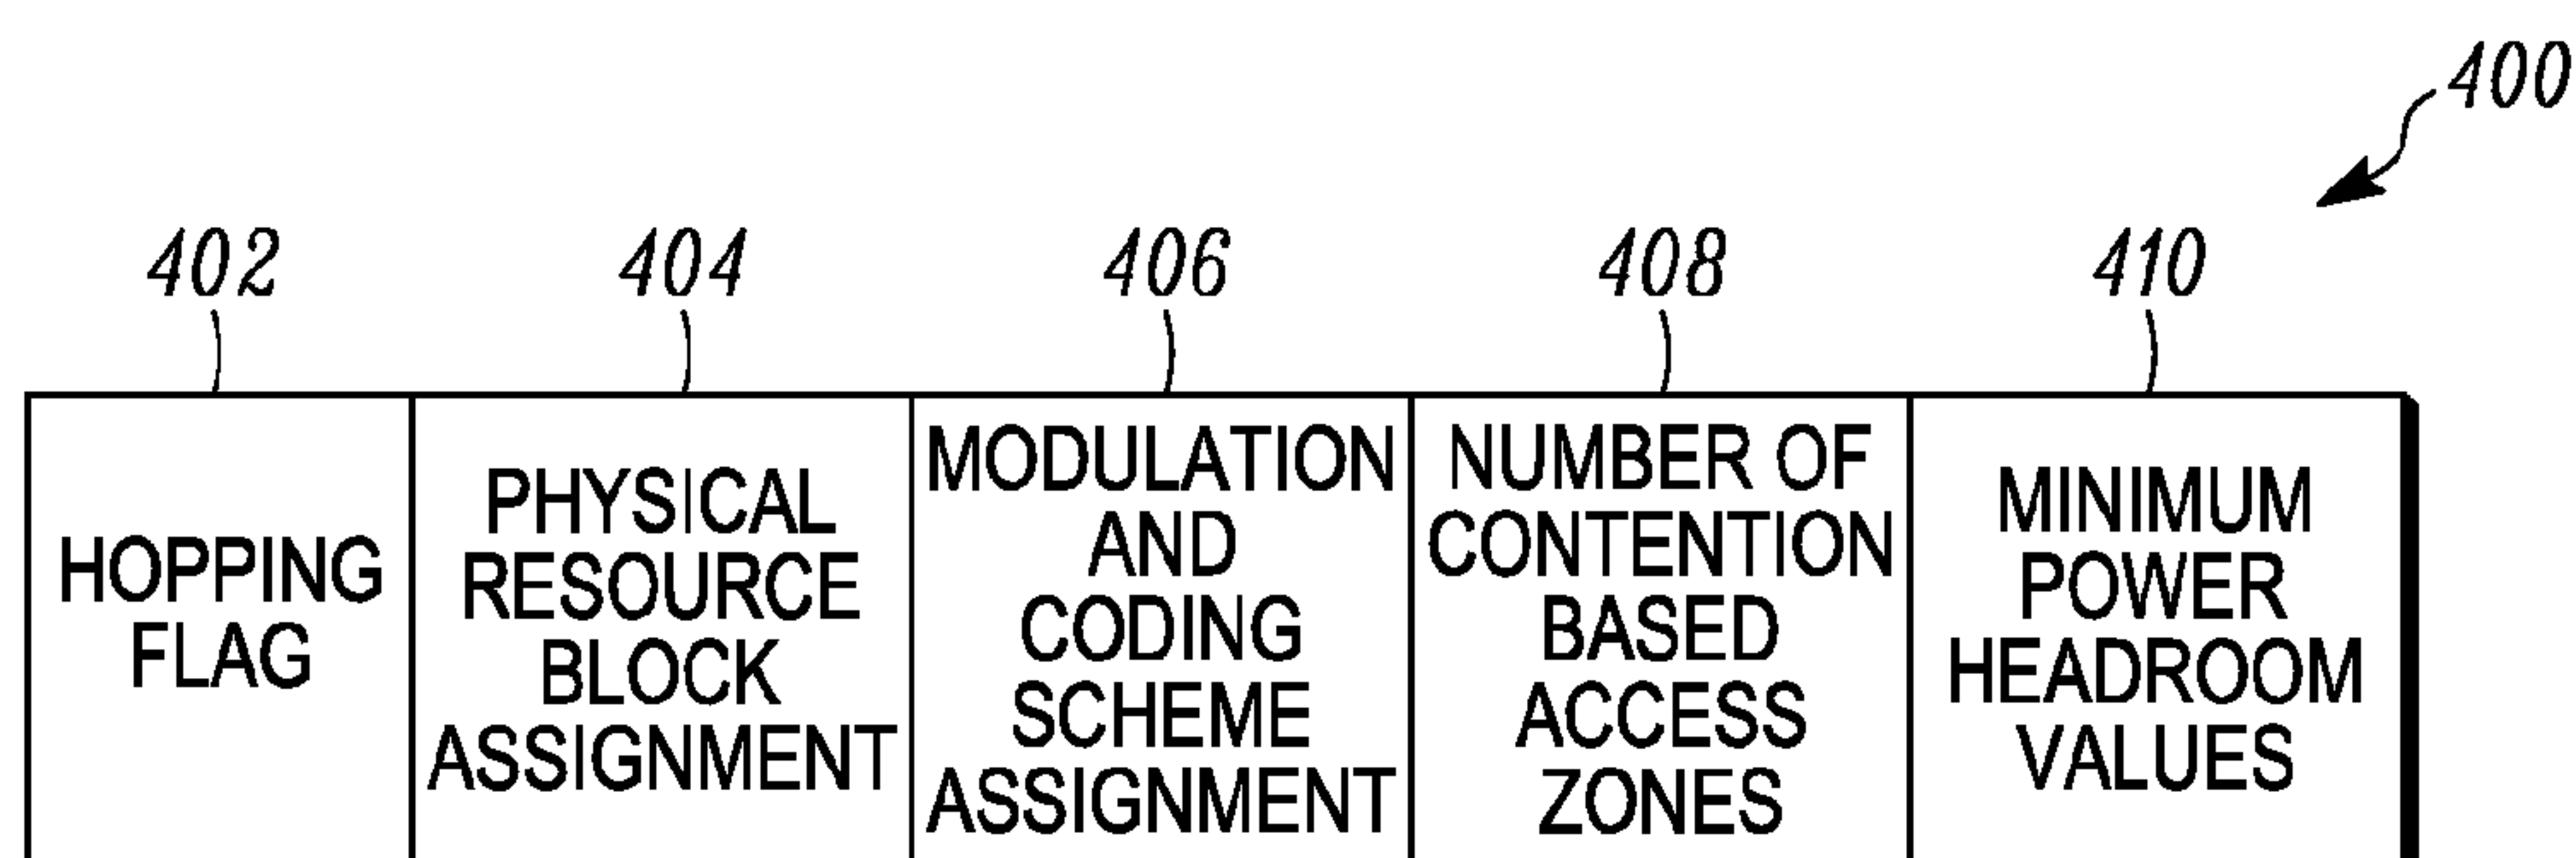 400
402 404 406 408 410
HOPPING
FLAG
PHYSICAL
RESOURCE
BLOCK
ASSIGNMENT
MODULATION
AND
CODING
SCHEME
ASSIGNMENT
NUMBER OF
CONTENTION
BASED
ACCESS
ZONES
MINIMUM
POWER
HEADROOM
VALUES